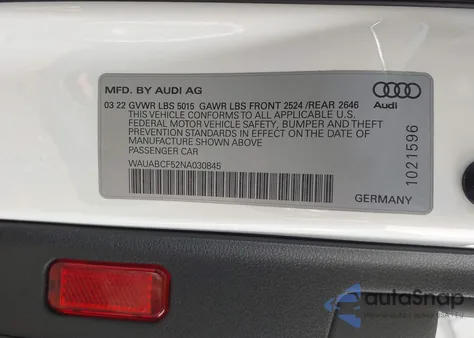 MFD. BY AUDI AG
03 22 GVWR LBS 5015 GAWR LBS FRONT 2524 /REAR 2646
THIS VEHICLE CONFORMS TO ALL APPLICABLE U.S.
FEDERAL MOTOR VEHICLE SAFETY, BUMPER AND THEFT
PREVENTION STANDARDS IN EFFECT ON THE DATE OF
MANUFACTURE SHOWN ABOVE
PASSENGER CAR
WAUABCF52NA030845
Audi
1021596
GERMANY
autoSnap